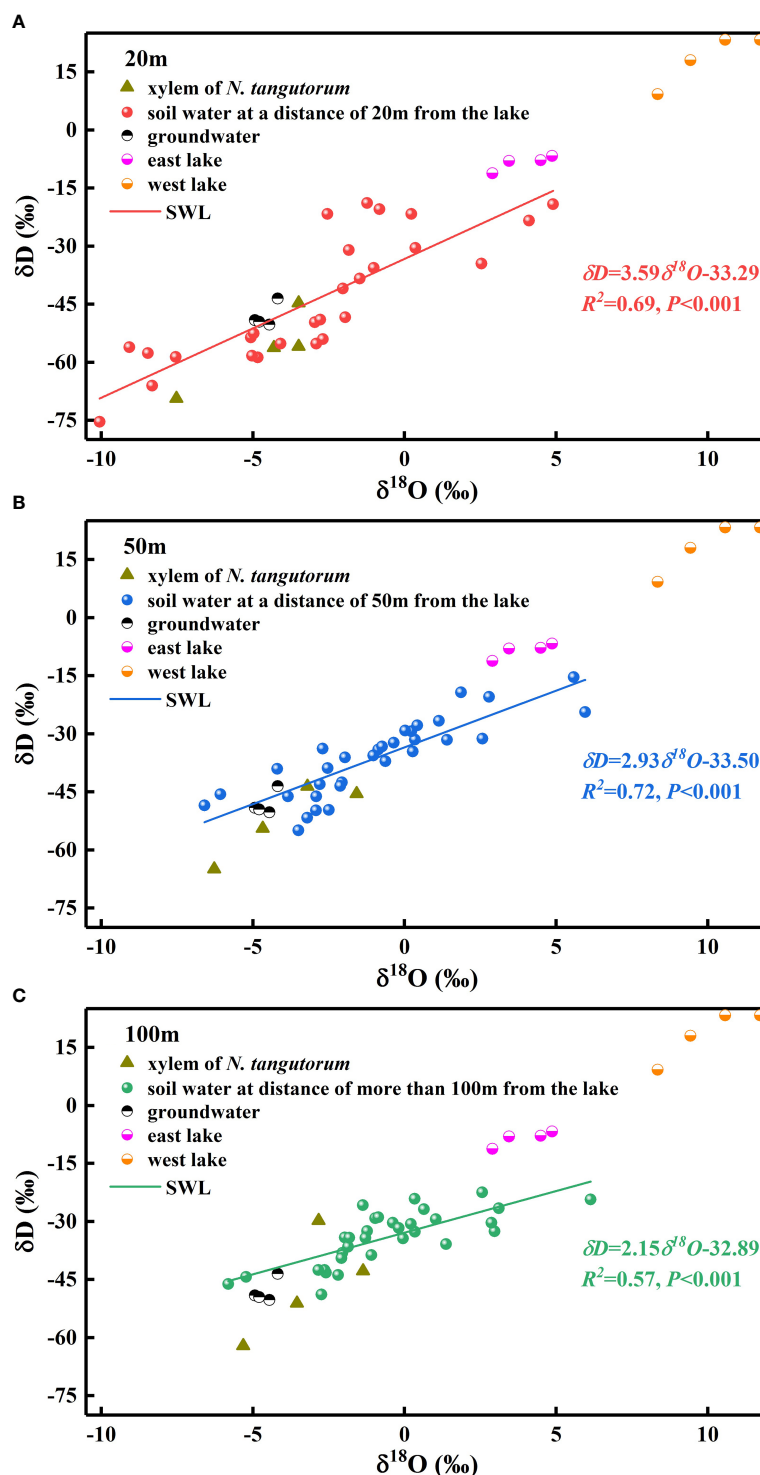 A
20m
xylem of N. tangutorum
soil water at a distance of 20m from the lake
groundwater
east lake
west lake
SWL
δD=3.59δ¹⁸O-33.29
R²=0.69, P<0.001
δD (‰)
15
0
-15
-30
-45
-60
-75
-10 -5 0 5 10
δ¹⁸O (‰)
B
50m
xylem of N. tangutorum
soil water at a distance of 50m from the lake
groundwater
east lake
west lake
SWL
δD=2.93δ¹⁸O-33.50
R²=0.72, P<0.001
δD (‰)
15
0
-15
-30
-45
-60
-75
-10 -5 0 5 10
δ¹⁸O (‰)
C
100m
xylem of N. tangutorum
soil water at distance of more than 100m from the lake
groundwater
east lake
west lake
SWL
δD=2.15δ¹⁸O-32.89
R²=0.57, P<0.001
δD (‰)
15
0
-15
-30
-45
-60
-75
-10 -5 0 5 10
δ¹⁸O (‰)